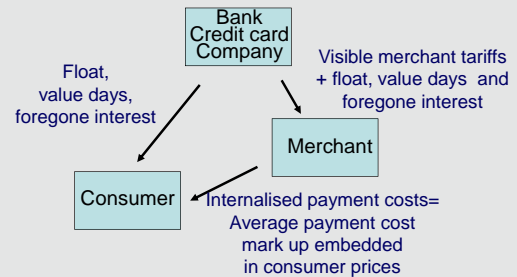 Bank
Credit card
Company
Float,
value days,
foregone interest
Visible merchant tariffs
+ float, value days and
foregone interest
Merchant
Consumer
Internalised payment costs=
Average payment cost
mark up embedded
in consumer prices